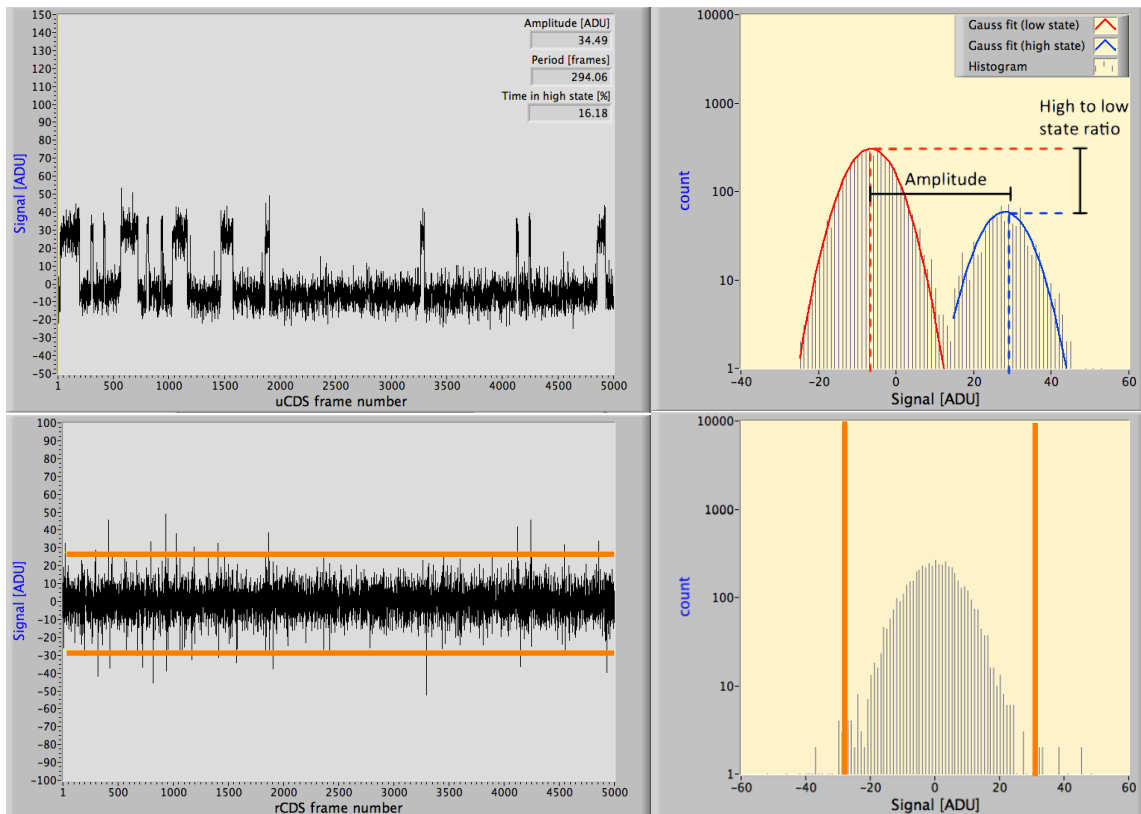 Amplitude [ADU]
34.49
Period [frames]
294.06
Time in high state [%]
16.18
Signal [ADU]
150
140
130
120
110
100
90
80
70
60
50
40
30
20
10
0
-10
-20
-30
-40
-50
1 500 1000 1500 2000 2500 3000 3500 4000 4500 5000
uCDS frame number
Gauss fit (low state)
Gauss fit (high state)
Histogram
High to low
state ratio
Amplitude
count
10000
1000
100
10
1
-40 -20 0 20 40 60
Signal [ADU]
Signal [ADU]
100
90
80
70
60
50
40
30
20
10
0
-10
-20
-30
-40
-50
-60
-70
-80
-90
-100
1 500 1000 1500 2000 2500 3000 3500 4000 4500 5000
rCDS frame number
count
10000
1000
100
10
1
-60 -40 -20 0 20 40 60
Signal [ADU]